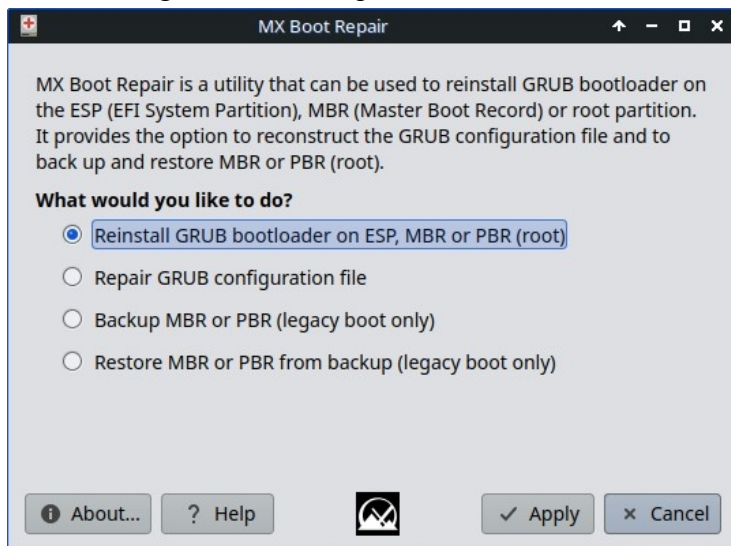 MX Boot Repair
MX Boot Repair is a utility that can be used to reinstall GRUB bootloader on
the ESP (EFI System Partition), MBR (Master Boot Record) or root partition.
It provides the option to reconstruct the GRUB configuration file and to
back up and restore MBR or PBR (root).
What would you like to do?
Reinstall GRUB bootloader on ESP, MBR or PBR (root)
Repair GRUB configuration file
Backup MBR or PBR (legacy boot only)
Restore MBR or PBR from backup (legacy boot only)
About... ? Help Apply Cancel